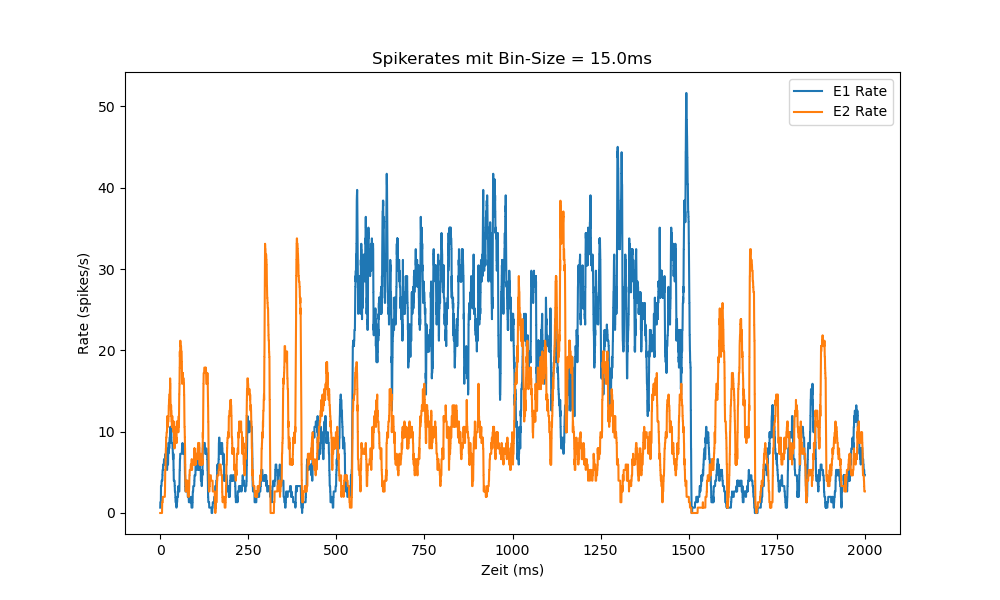 Spikerates mit Bin-Size = 15.0ms
E1 Rate
E2 Rate
50
40
30
20
10
0
Rate (spikes/s)
0 250 500 750 1000 1250 1500 1750 2000
Zeit (ms)